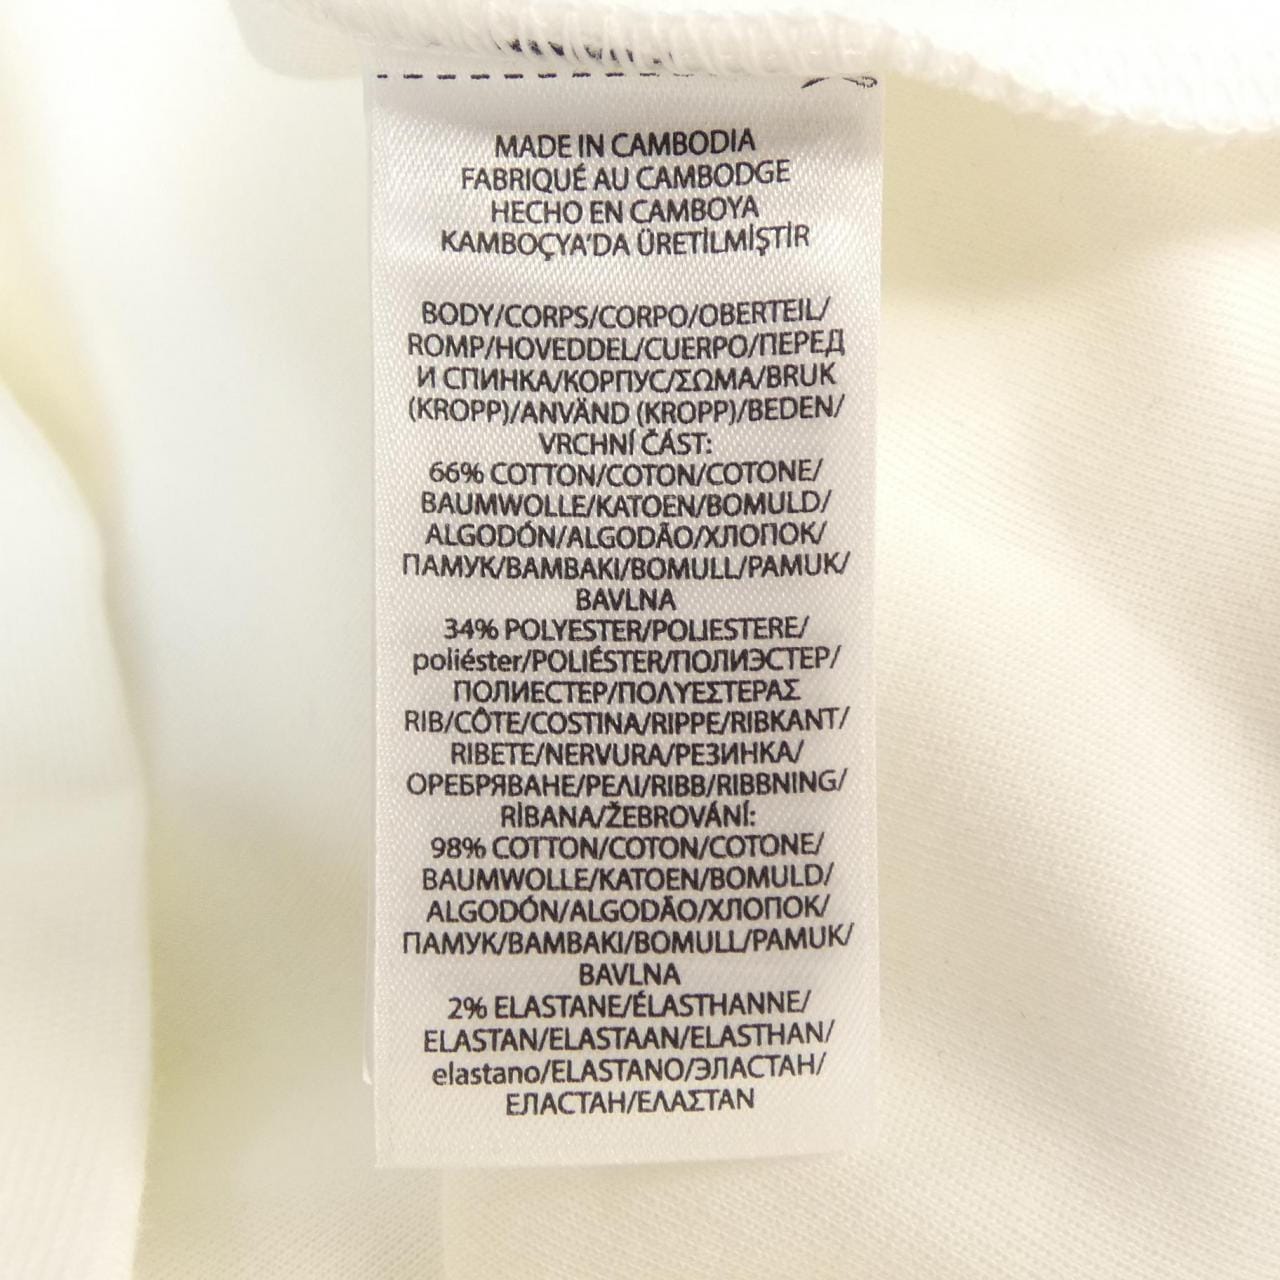 MADE IN CAMBODIA
FABRIQUÉ AU CAMBODGE
HECHO EN CAMBOYA
KAMBOÇYA'DA ÜRETİLMİŞTİR
BODY/CORPS/CORPO/OBERTEIL/
ROMP/HOVEDDEL/CUERPO/ПЕРЕД
И СПИНКА/КОРПУС/ΣΩΜΑ/BRUK
(KROPP)/ANVÄND (KROPP)/BEDEN/
VRCHNÍ ČÁST:
66% COTTON/COTON/COTONE/
BAUMWOLLE/KATOEN/BOMULD/
ALGODÓN/ALGODÃO/ХЛОПОК/
ПАМУК/BAMBAKI/BOMULL/PAMUK/
BAVLNA
34% POLYESTER/POLIESTERE/
poliéster/POLIÉSTER/ПОЛИЭСТЕР/
ПОЛИЕСТЕР/ΠΟΛΥΕΣΤΕΡΑΣ
RIB/CÔTE/COSTINA/RIPPE/RIBKANT/
RIBETE/NERVURA/РЕЗИНКА/
ОРЕБРЯВАНЕ/ΡΕΛΙ/RIBB/RIBBNING/
RİBANA/ŽEBROVÁNÍ:
98% COTTON/COTON/COTONE/
BAUMWOLLE/KATOEN/BOMULD/
ALGODÓN/ALGODÃO/ХЛОПОК/
ПАМУК/BAMBAKI/BOMULL/PAMUK/
BAVLNA
2% ELASTANE/ÉLASTHANNE/
ELASTAN/ELASTAAN/ELASTHAN/
elastano/ELASTANO/ЭЛАСТАН/
ЕЛАСТАН/ΕΛΑΣΤΑΝ